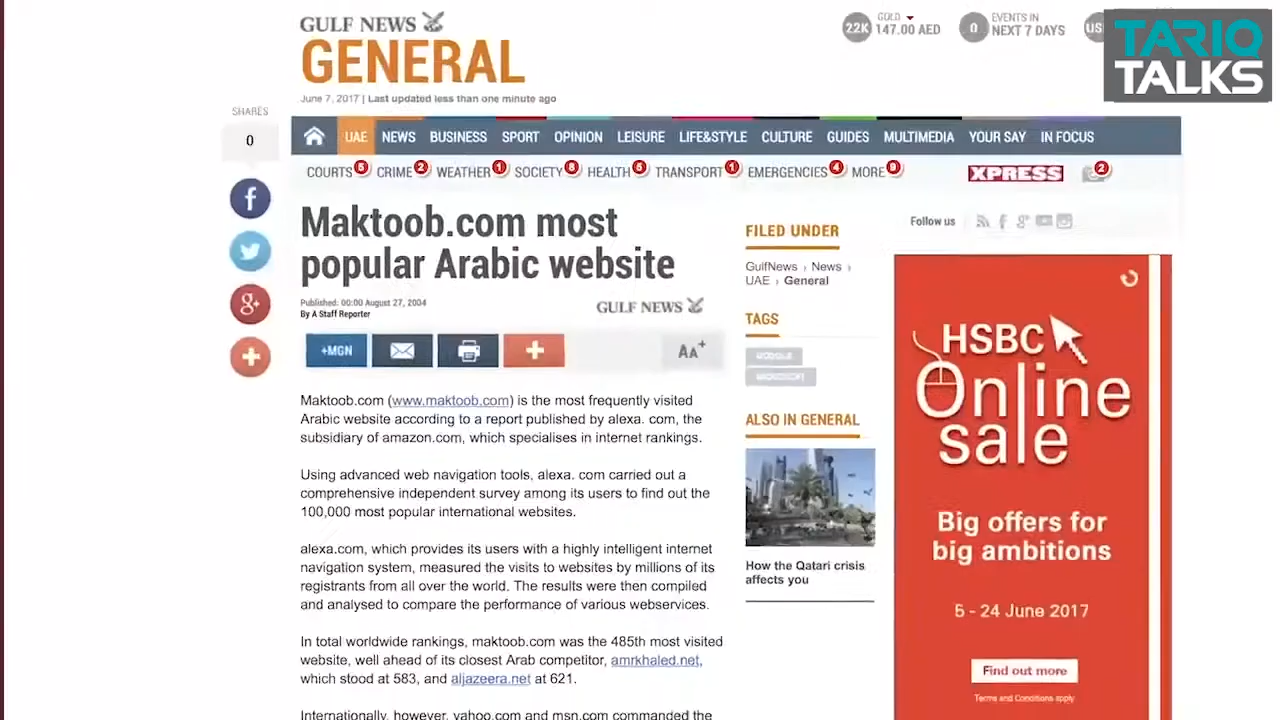 GULF NEWS
GENERAL
June 7, 2017 | Last updated less than one minute ago
22K
GOLD
147.00 AED
0
EVENTS IN
NEXT 7 DAYS
US
TARIQ
TALKS
SHARES
0
UAE NEWS BUSINESS SPORT OPINION LEISURE LIFE&STYLE CULTURE GUIDES MULTIMEDIA YOUR SAY IN FOCUS
COURTS 5 CRIME 2 WEATHER 1 SOCIETY 8 HEALTH 5 TRANSPORT 1 EMERGENCIES 4 MORE 9
XPRESS
2
f
g+
Maktoob.com most
popular Arabic website
Published: 00:00 August 27, 2004
By A Staff Reporter
GULF NEWS
+MGN
AA+
Maktoob.com (www.maktoob.com) is the most frequently visited
Arabic website according to a report published by alexa. com, the
subsidiary of amazon.com, which specialises in internet rankings.
Using advanced web navigation tools, alexa. com carried out a
comprehensive independent survey among its users to find out the
100,000 most popular international websites.
alexa.com, which provides its users with a highly intelligent internet
navigation system, measured the visits to websites by millions of its
registrants from all over the world. The results were then compiled
and analysed to compare the performance of various webservices.
In total worldwide rankings, maktoob.com was the 485th most visited
website, well ahead of its closest Arab competitor, amrkhaled.net,
which stood at 583, and aljazeera.net at 621.
Internationally, however, yahoo.com and msn.com commanded the
FILED UNDER
GulfNews › News ›
UAE › General
TAGS
ALSO IN GENERAL
How the Qatari crisis
affects you
Follow us
HSBC
Online
sale
Big offers for
big ambitions
5 - 24 June 2017
Find out more
Terms and Conditions apply